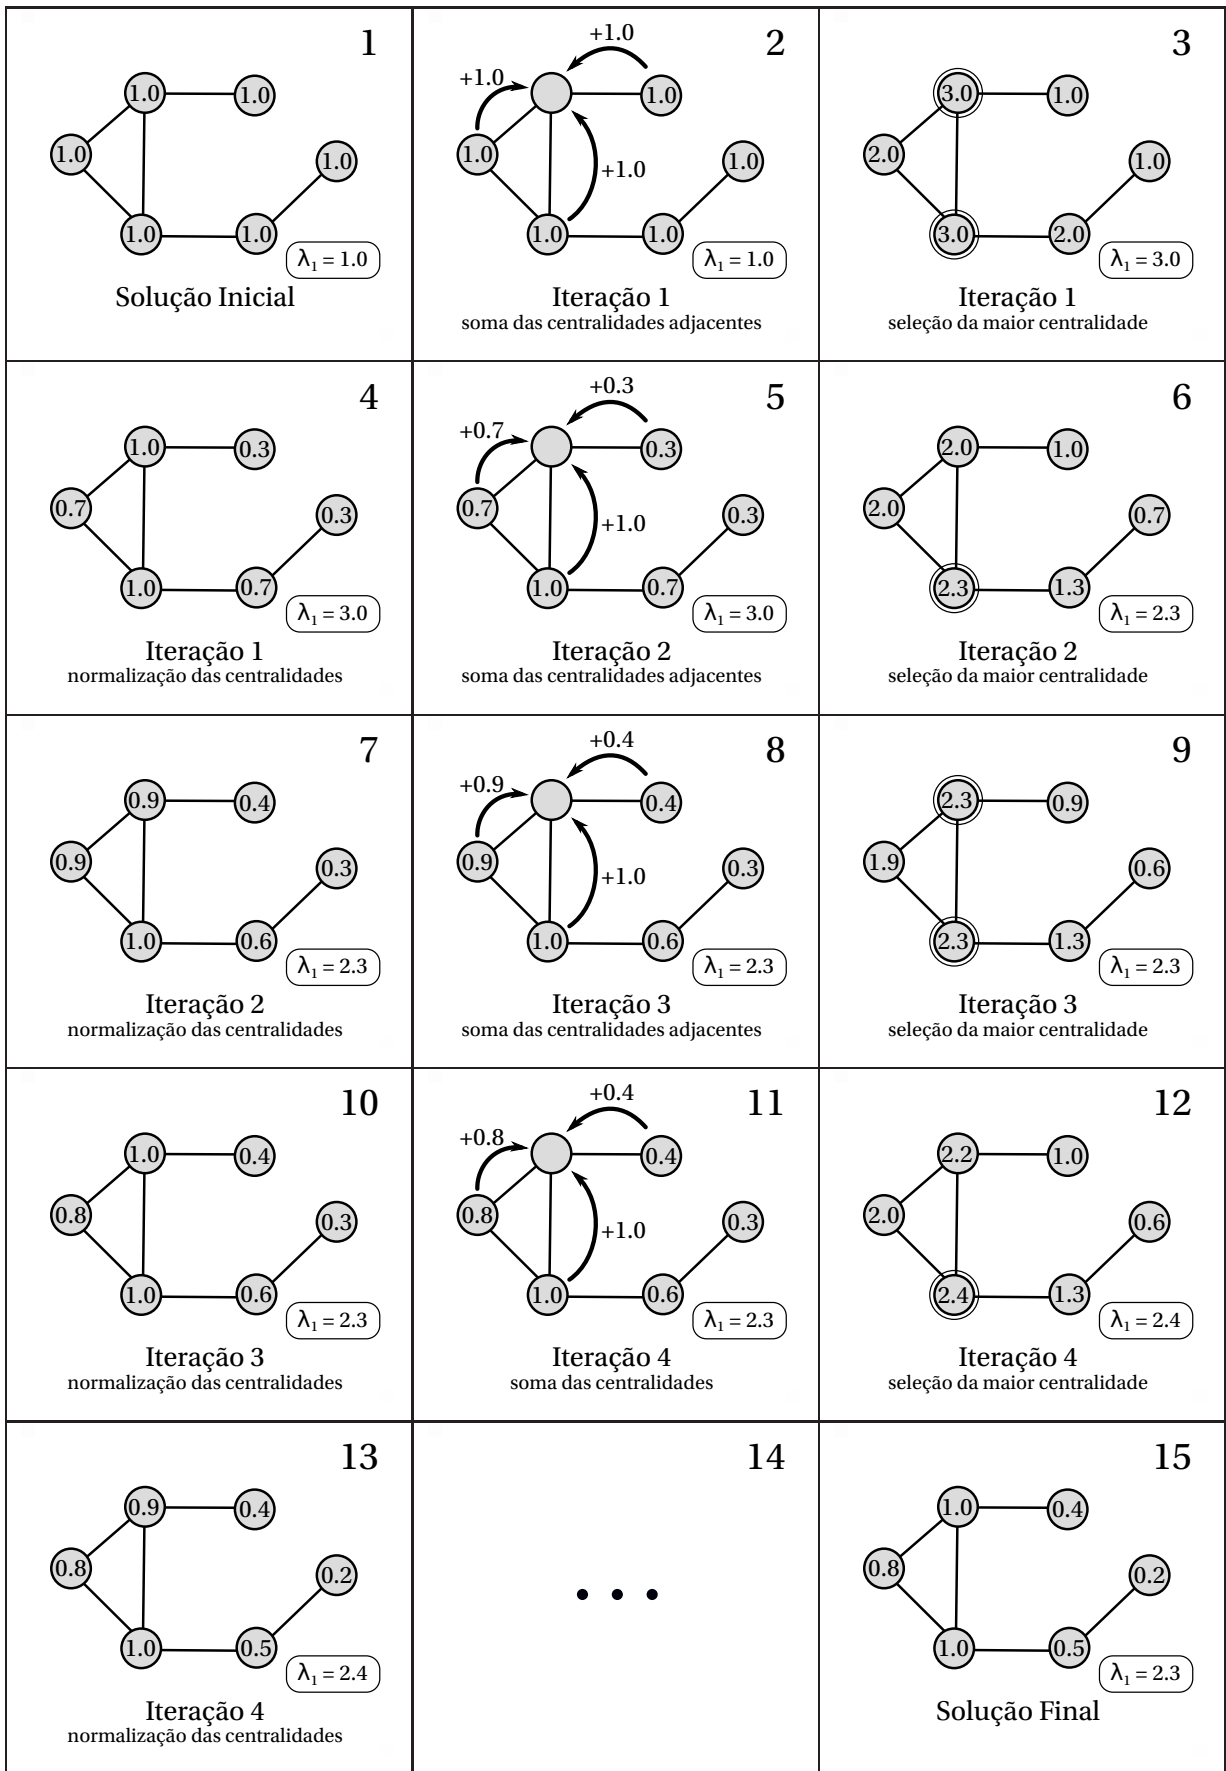 1
1.0 1.0
1.0 1.0
1.0 1.0
λ₁ = 1.0
Solução Inicial
2
+1.0
+1.0
1.0
1.0 1.0
+1.0
1.0 1.0
λ₁ = 1.0
Iteração 1
soma das centralidades adjacentes
3
3.0 1.0
2.0 1.0
3.0 2.0
λ₁ = 3.0
Iteração 1
seleção da maior centralidade
4
1.0 0.3
0.7 0.3
1.0 0.7
λ₁ = 3.0
Iteração 1
normalização das centralidades
5
+0.3
+0.7
0.3
0.7 0.3
+1.0
1.0 0.7
λ₁ = 3.0
Iteração 2
soma das centralidades adjacentes
6
2.0 1.0
2.0 0.7
2.3 1.3
λ₁ = 2.3
Iteração 2
seleção da maior centralidade
7
0.9 0.4
0.9 0.3
1.0 0.6
λ₁ = 2.3
Iteração 2
normalização das centralidades
8
+0.4
+0.9
0.4
0.9 0.3
+1.0
1.0 0.6
λ₁ = 2.3
Iteração 3
soma das centralidades adjacentes
9
2.3 0.9
1.9 0.6
2.3 1.3
λ₁ = 2.3
Iteração 3
seleção da maior centralidade
10
1.0 0.4
0.8 0.3
1.0 0.6
λ₁ = 2.3
Iteração 3
normalização das centralidades
11
+0.4
+0.8
0.4
0.8 0.3
+1.0
1.0 0.6
λ₁ = 2.3
Iteração 4
soma das centralidades
12
2.2 1.0
2.0 0.6
2.4 1.3
λ₁ = 2.4
Iteração 4
seleção da maior centralidade
13
0.9 0.4
0.8 0.2
1.0 0.5
λ₁ = 2.4
Iteração 4
normalização das centralidades
14
• • •
15
1.0 0.4
0.8 0.2
1.0 0.5
λ₁ = 2.3
Solução Final